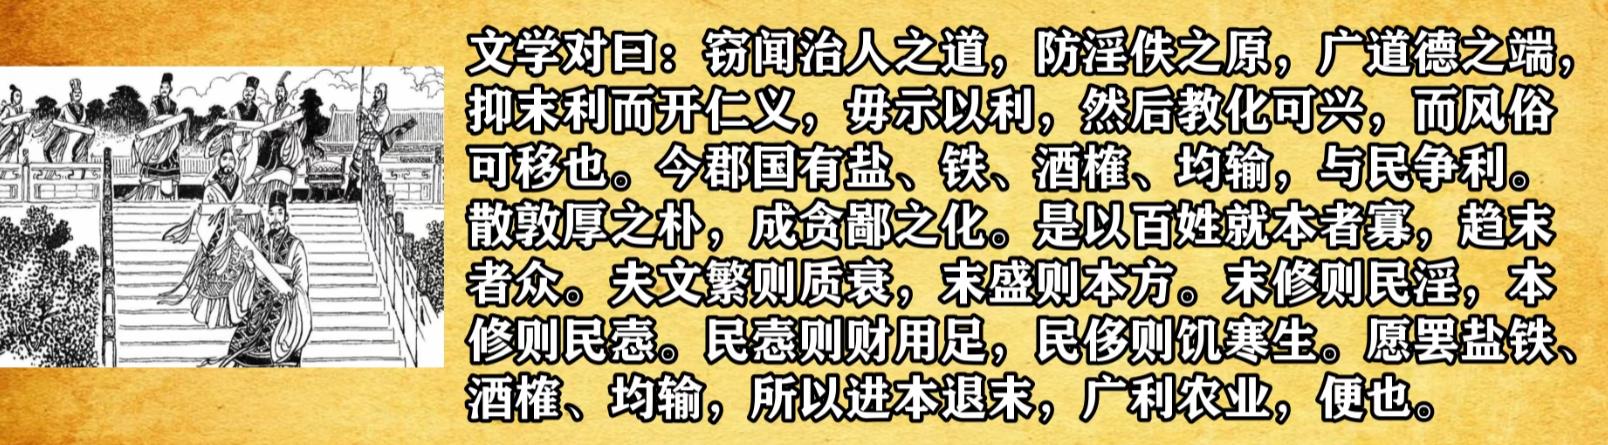 文学对曰：窃闻治人之道，防淫佚之原，广道德之端，
抑末利而开仁义，毋示以利，然后教化可兴，而风俗
可移也。今郡国有盐、铁、酒榷、均输，与民争利。
散敦厚之朴，成贪鄙之化。是以百姓就本者寡，趋末
者众。夫文繁则质衰，末盛则本方。末修则民淫，本
修则民悫。民悫则财用足，民侈则饥寒生。愿罢盐铁、
酒榷、均输，所以进本退末，广利农业，便也。